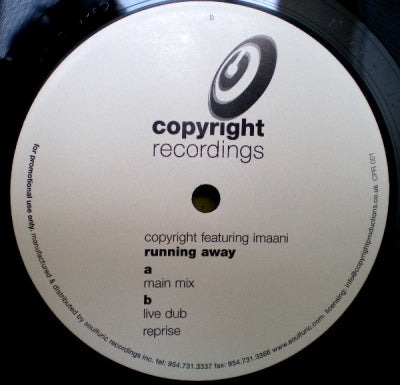 b
copyright
recordings
copyright featuring imaani
running away
a
main mix
b
live dub
reprise
for promotional use only. manufactured & distributed by soulfuric recordings inc. tel: 954.731.3337 fax: 954.731.3368 www.soulfuric.com. licensing: info@copyrightproductions.co.uk CPR 001